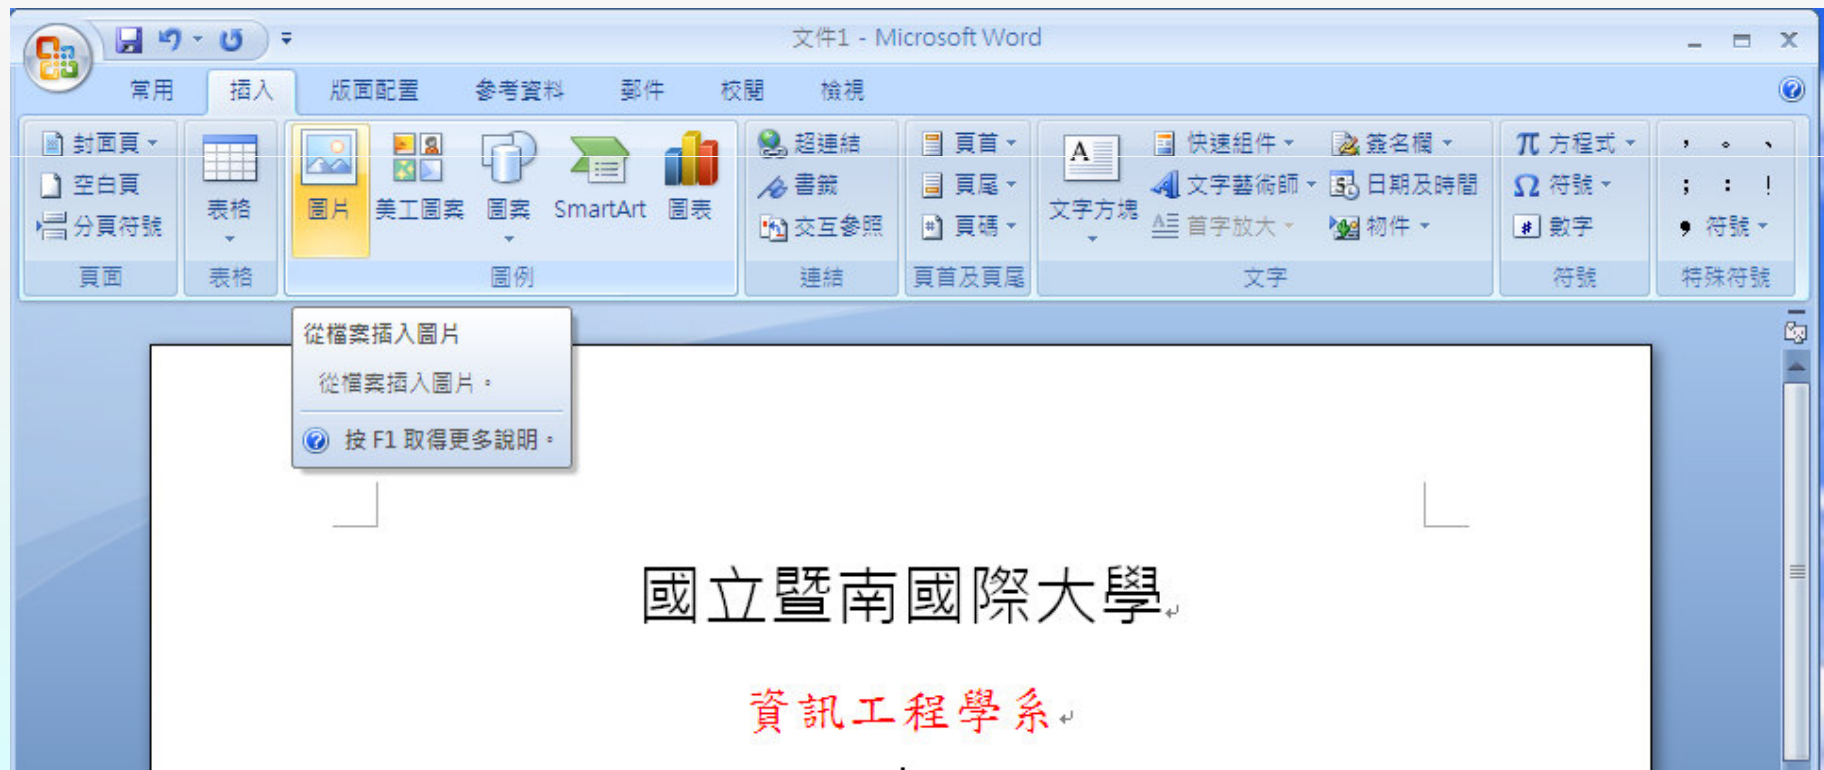 文件1 - Microsoft Word
常用 插入 版面配置 參考資料 郵件 校閱 檢視
封面頁
空白頁
分頁符號
頁面
表格
表格
圖片 美工圖案 圖案 SmartArt 圖表
圖例
超連結
書籤
交互參照
連結
頁首
頁尾
頁碼
頁首及頁尾
A
文字方塊
快速組件
文字藝術師
首字放大
簽名欄
日期及時間
物件
文字
π 方程式
Ω 符號
# 數字
符號
， 。 、
； ： ！
符號
特殊符號
從檔案插入圖片
從檔案插入圖片。
按 F1 取得更多說明。
國立暨南國際大學
資訊工程學系